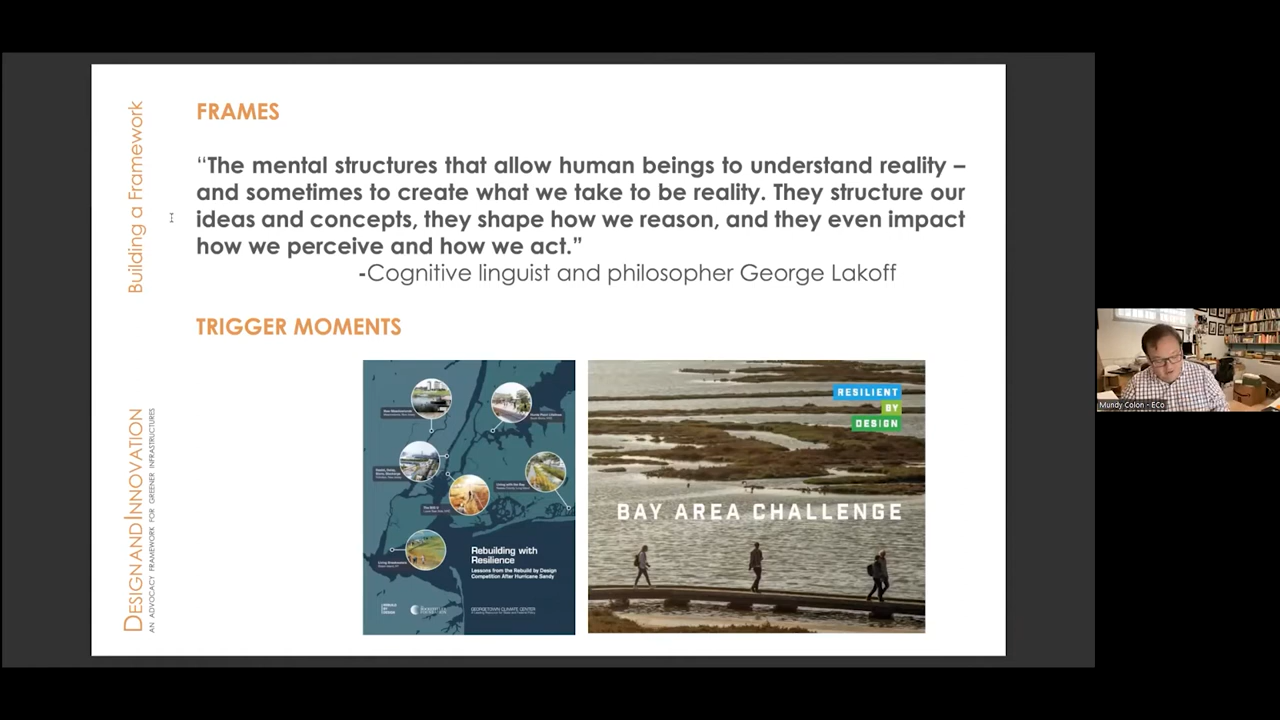 FRAMES
“The mental structures that allow human beings to understand reality –
and sometimes to create what we take to be reality. They structure our
ideas and concepts, they shape how we reason, and they even impact
how we perceive and how we act.”
-Cognitive linguist and philosopher George Lakoff
TRIGGER MOMENTS
Building a Framework
DESIGNANDINNOVATION
AN ADVOCACY FRAMEWORK FOR GREENER INFRASTRUCTURES
Rebuilding with
Resilience
Lessons from the Rebuild by Design
Competition After Hurricane Sandy
GEORGETOWN CLIMATE CENTER
RESILIENT
BY
DESIGN
BAY AREA CHALLENGE
Mundy Colon - ECo